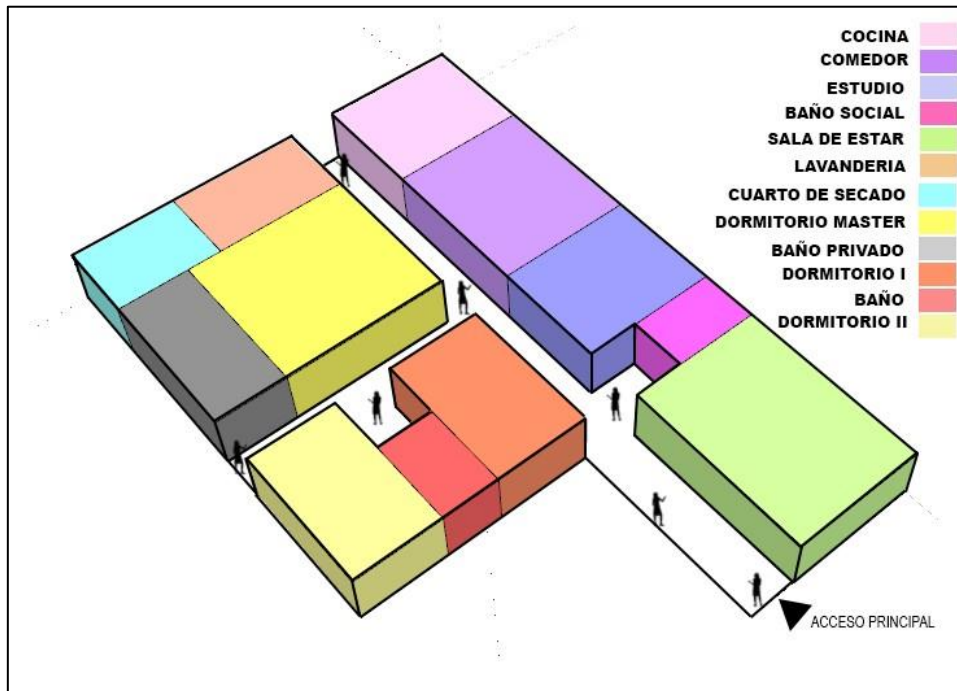 COCINA
COMEDOR
ESTUDIO
BAÑO SOCIAL
SALA DE ESTAR
LAVANDERIA
CUARTO DE SECADO
DORMITORIO MASTER
BAÑO PRIVADO
DORMITORIO I
BAÑO
DORMITORIO II
ACCESO PRINCIPAL